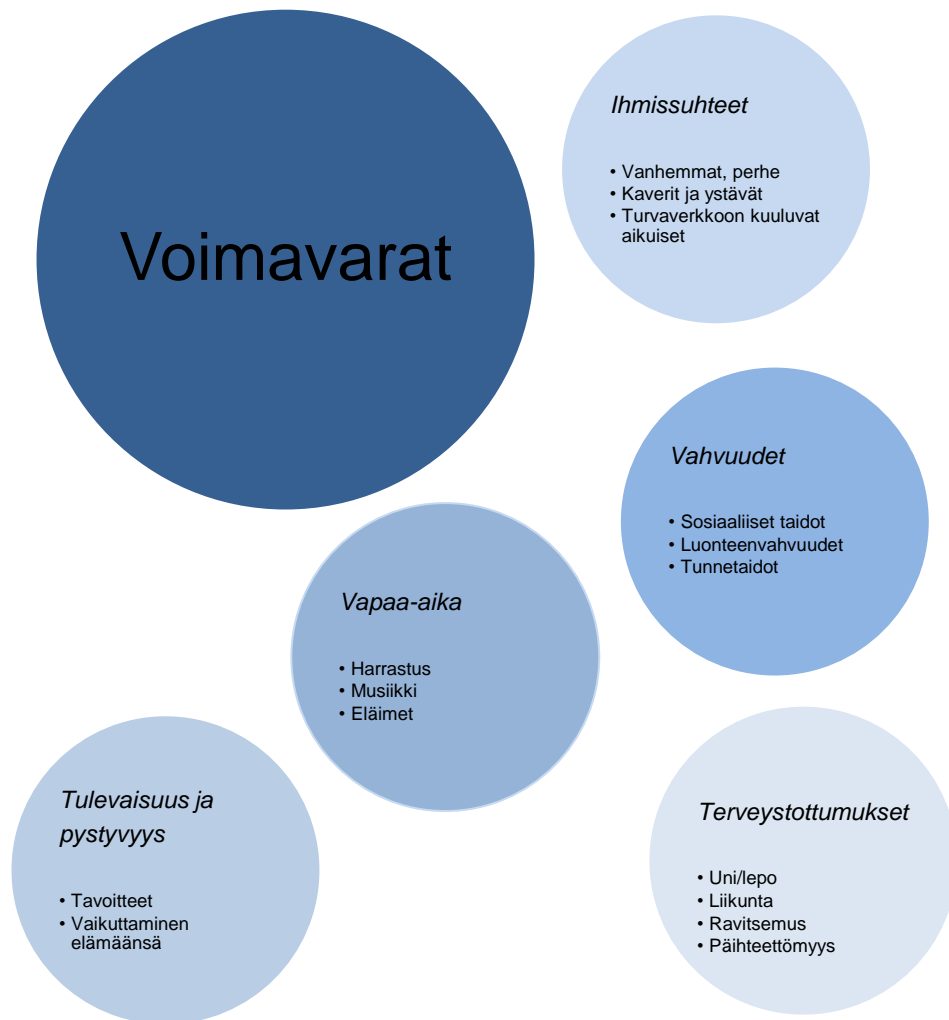 Voimavarat
Ihmissuhteet
• Vanhemmat, perhe
• Kaverit ja ystävät
• Turvaverkkoon kuuluvat
aikuiset
Vahvuudet
• Sosiaaliiset taidot
• Luonteenvahvuudet
• Tunnetaidot
Vapaa-aika
• Harrastus
• Musiikki
• Eläimet
Tulevaisuus ja
pystyvyys
• Tavoitteet
• Vaikuttaminen
elämäänsä
Terveystottumukset
• Uni/lepo
• Liikunta
• Ravitsemus
• Päihteettömyys